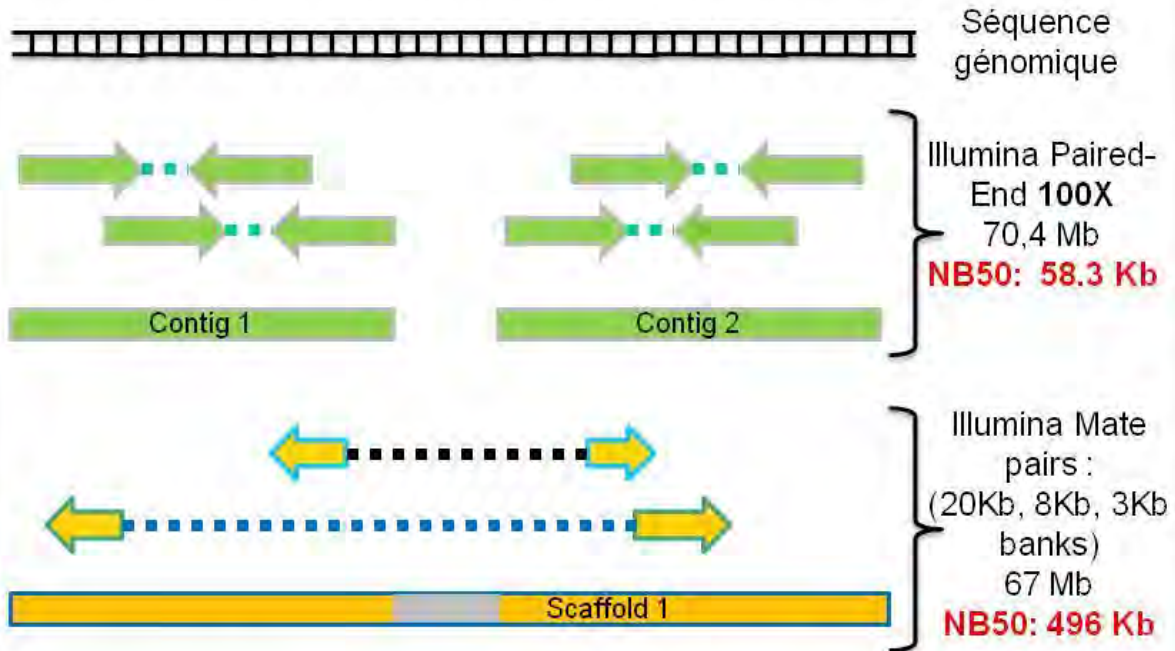 Séquence
génomique
Illumina Paired-
End 100X
70,4 Mb
NB50: 58.3 Kb
Contig 1
Contig 2
Illumina Mate
pairs :
(20Kb, 8Kb, 3Kb
banks)
67 Mb
NB50: 496 Kb
Scaffold 1